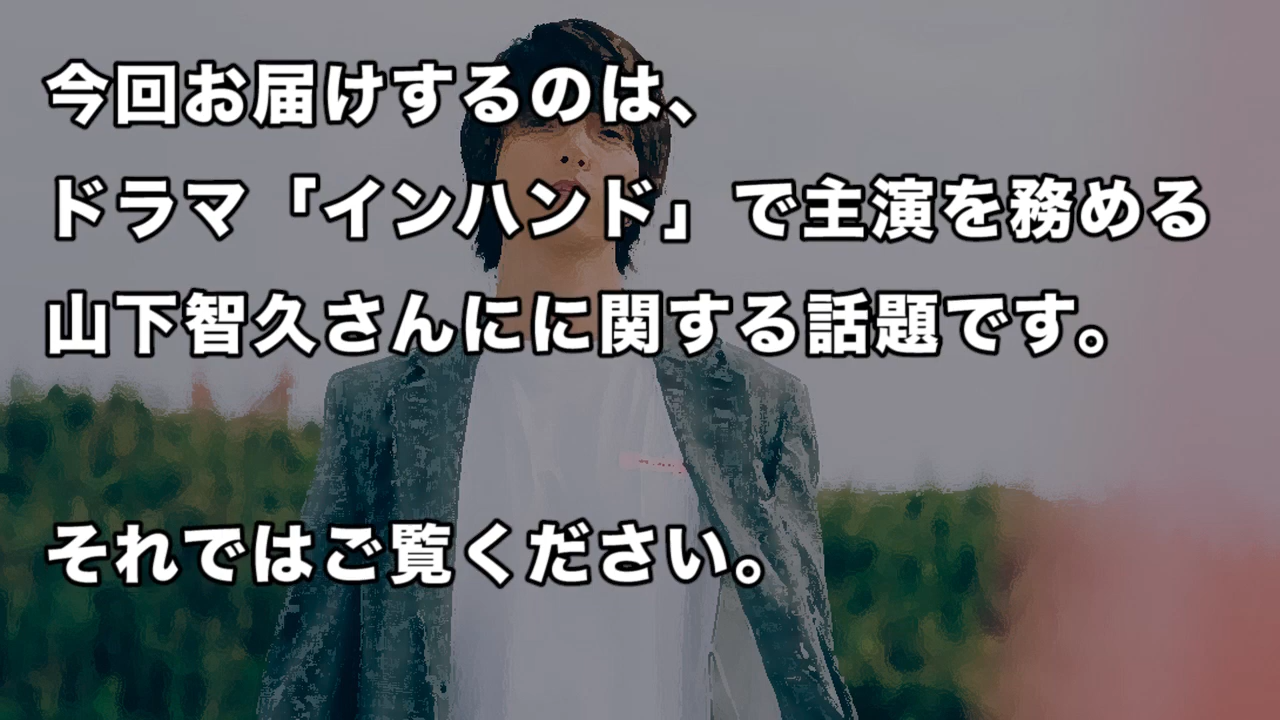 今回お届けするのは、
ドラマ「インハンド」で主演を務める
山下智久さんにに関する話題です。
それではご覧ください。